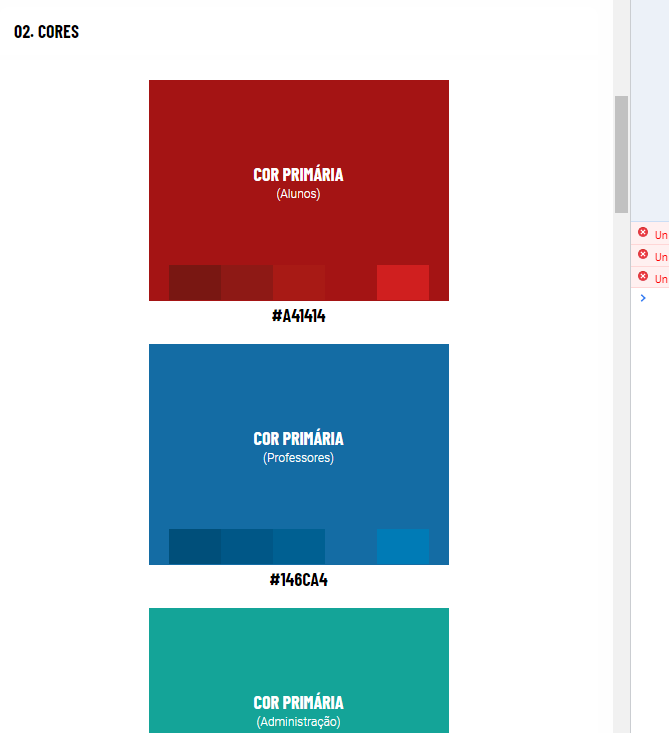 02. CORES
COR PRIMÁRIA
(Alunos)
#A41414
COR PRIMÁRIA
(Professores)
#146CA4
COR PRIMÁRIA
(Administração)
Un
Un
Un